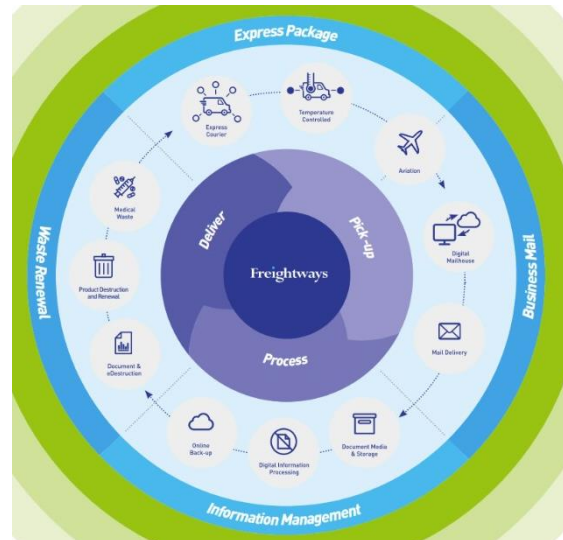 Express Package
Express
Courier
Temperature
Controlled
Aviation
Digital
Mailhouse
Business Mail
Mail Delivery
Document Media
& Storage
Digital Information
Processing
Online
Back-up
Information Management
Document &
eDestruction
Product Destruction
and Renewal
Medical
Waste
Waste Renewal
Deliver
Pick-up
Process
Freightways